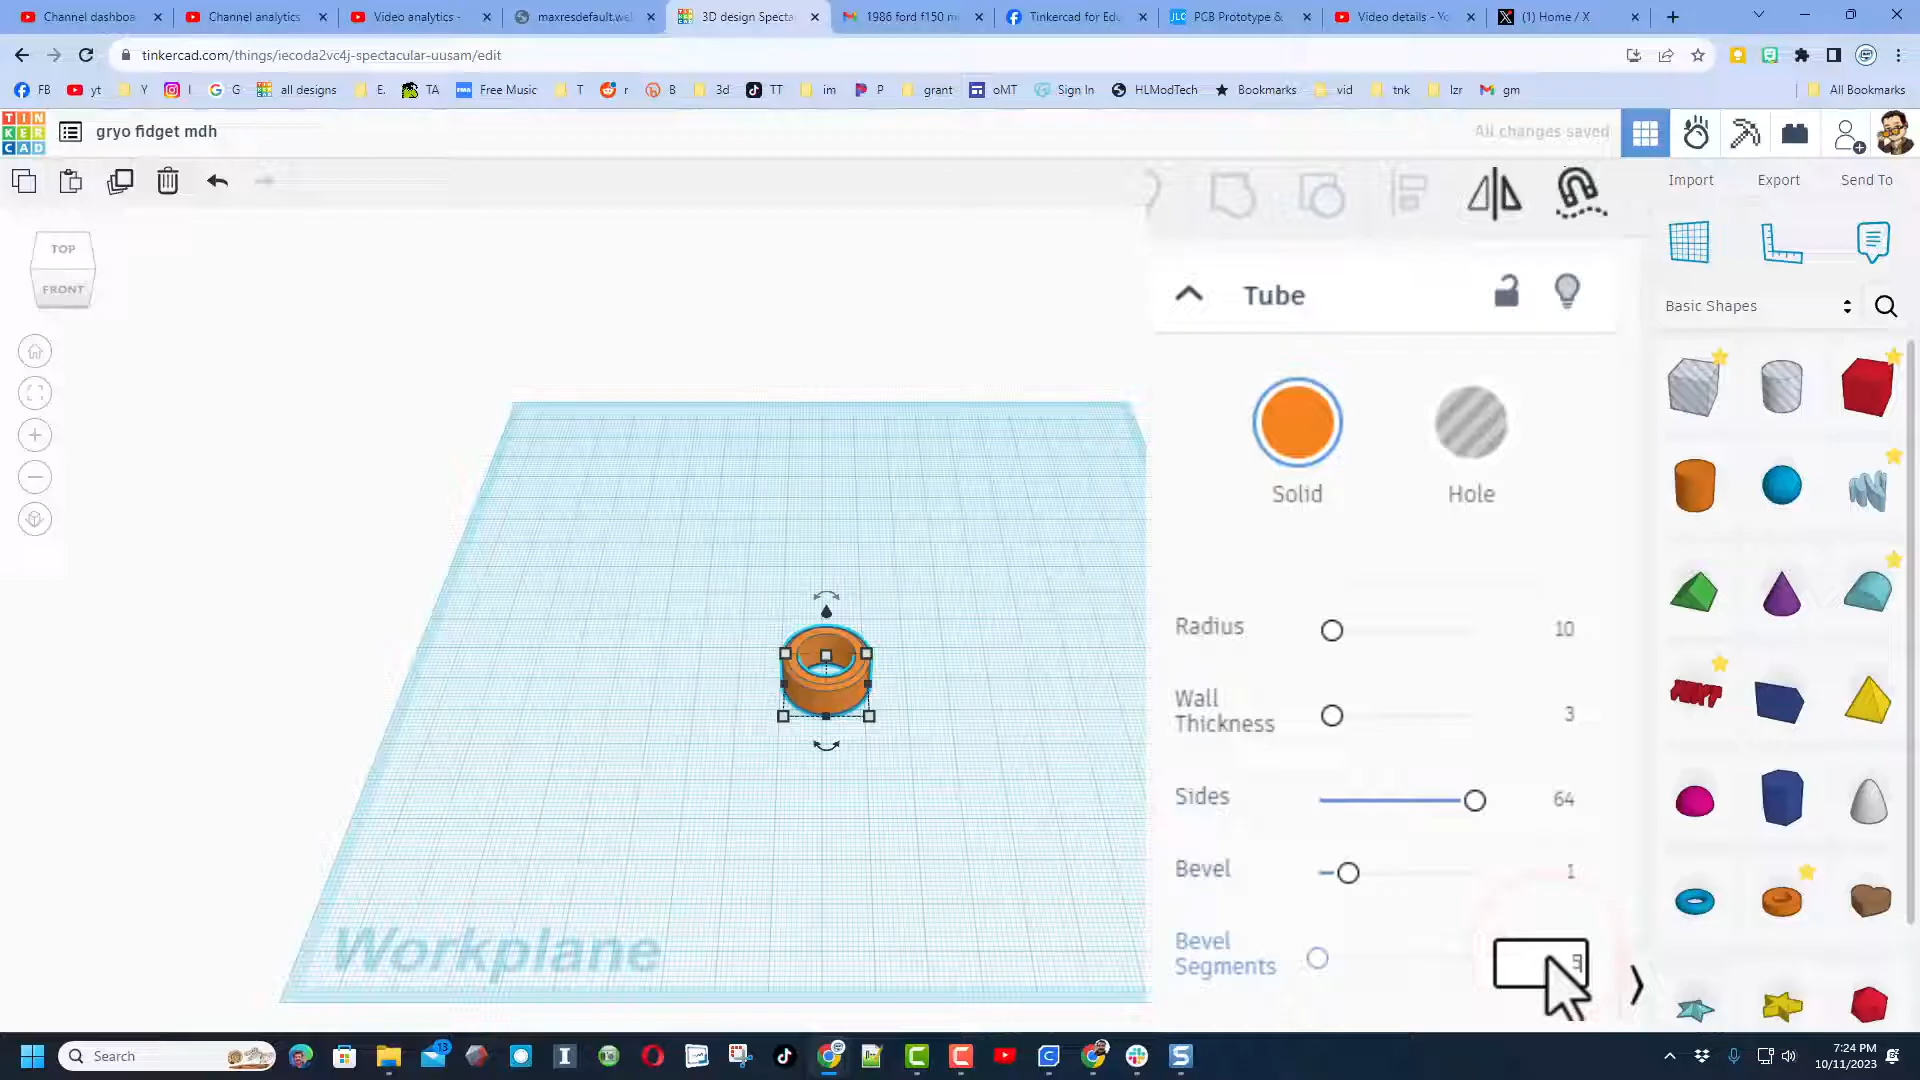 Channel dashboa
Channel analytics
Video analytics -
maxresdefault.we
3D design Specta
1986 ford f150 m
Tinkercad for Edu
JLC PCB Prototype &
Video details - Yo
(1) Home / X
tinkercad.com/things/iecoda2vc4j-spectacular-uusam/edit
FB yt Y I G all designs E. TA FMA Free Music T r B 3d TT im P grant oMT Sign In HLModTech Bookmarks vid tnk lzr gm All Bookmarks
TIN
KER
CAD
gryo fidget mdh
All changes saved
Import Export Send To
TOP
FRONT
Tube
Basic Shapes
Solid Hole
Radius 10
Wall
Thickness 3
Sides 64
Bevel 1
Bevel
Segments 5
Workplane
Search
13
7:24 PM
10/11/2023